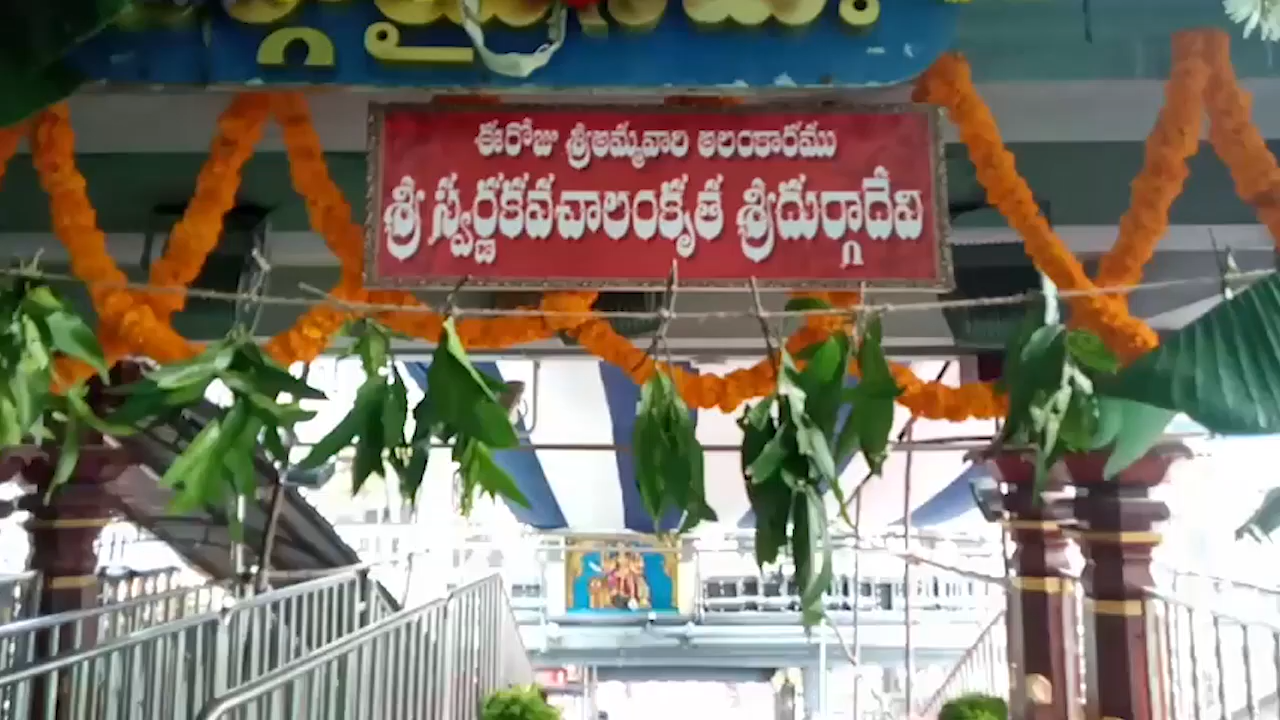 ఈరోజు శ్రీఅమ్మవారి అలంకారము
శ్రీ స్వర్ణకవచాలంకృత శ్రీదుర్గాదేవి